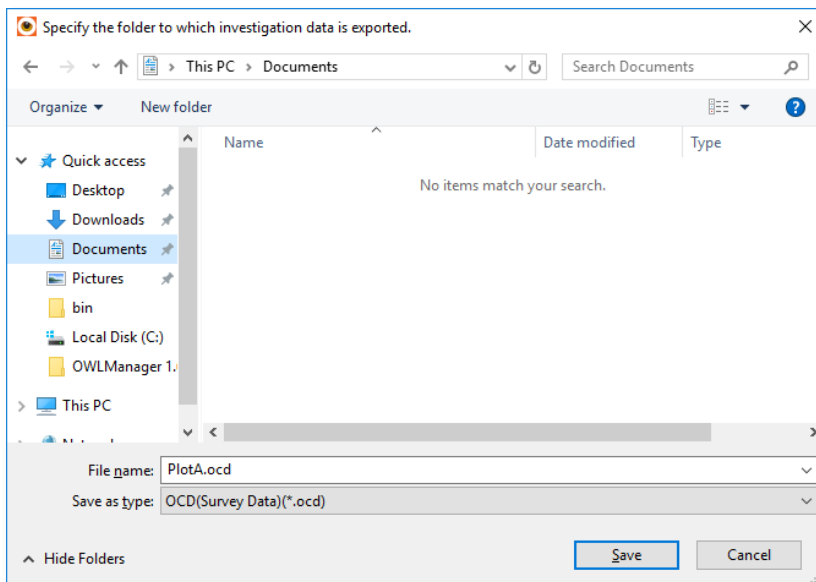 Specify the folder to which investigation data is exported.
This PC > Documents
Search Documents
Organize
New folder
Name
Date modified
Type
Quick access
No items match your search.
Desktop
Downloads
Documents
Pictures
bin
Local Disk (C:)
OWLManager 1.
This PC
File name:
PlotA.ocd
Save as type:
OCD(Survey Data)(*.ocd)
Hide Folders
Save
Cancel